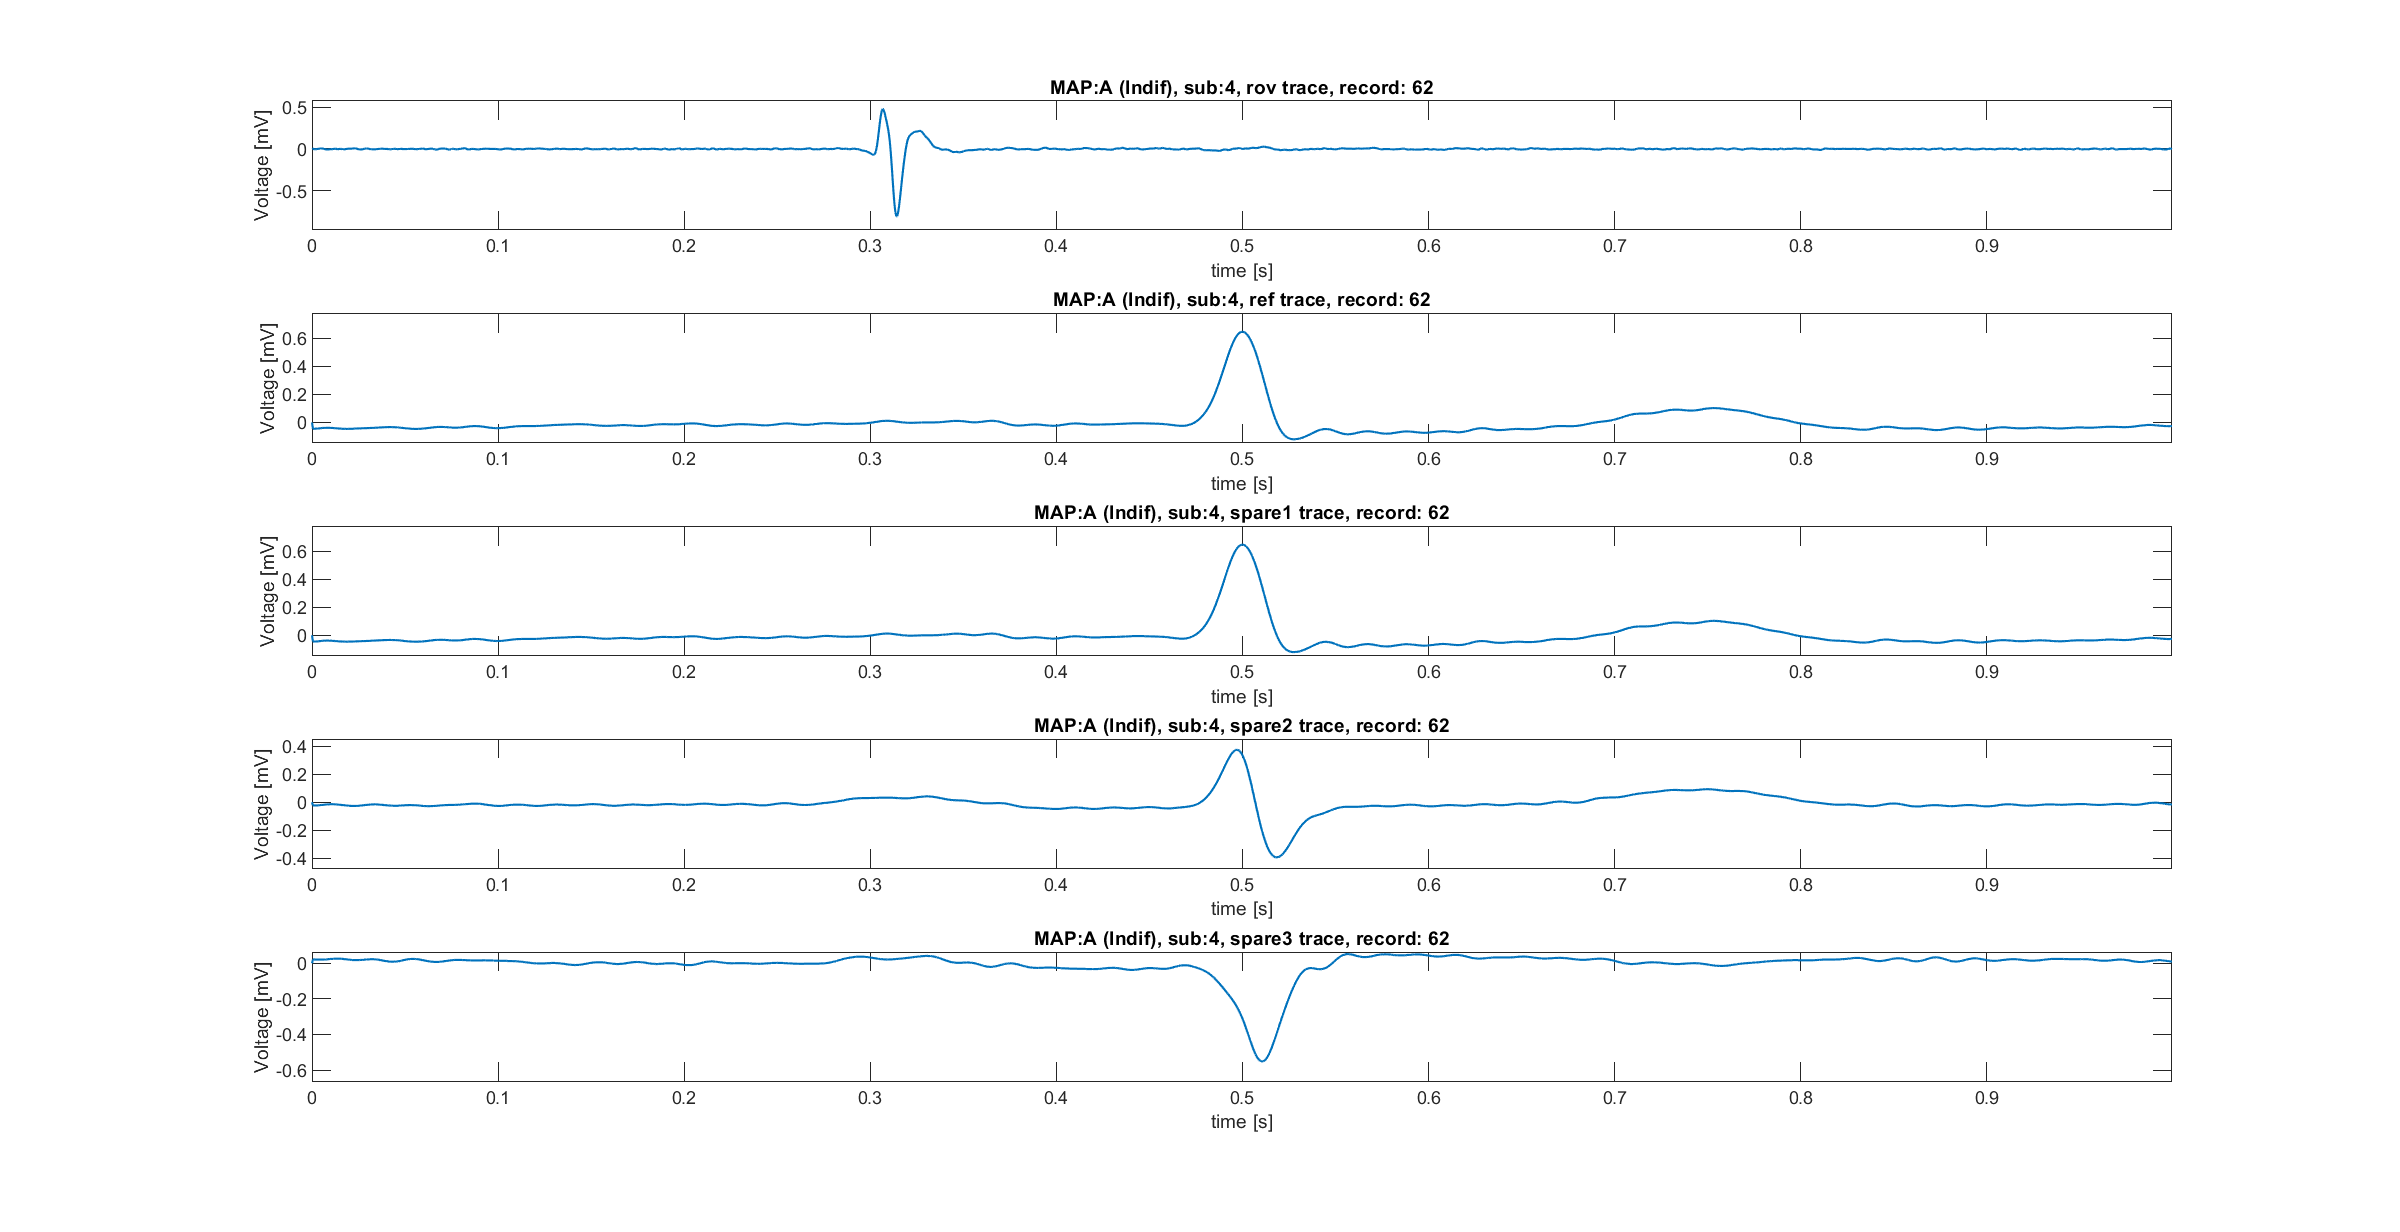 MAP:A (Indif), sub:4, rov trace, record: 62
Voltage [mV]
0.5
0
-0.5
0 0.1 0.2 0.3 0.4 0.5 0.6 0.7 0.8 0.9
time [s]
MAP:A (Indif), sub:4, ref trace, record: 62
Voltage [mV]
0.6
0.4
0.2
0
0 0.1 0.2 0.3 0.4 0.5 0.6 0.7 0.8 0.9
time [s]
MAP:A (Indif), sub:4, spare1 trace, record: 62
Voltage [mV]
0.6
0.4
0.2
0
0 0.1 0.2 0.3 0.4 0.5 0.6 0.7 0.8 0.9
time [s]
MAP:A (Indif), sub:4, spare2 trace, record: 62
Voltage [mV]
0.4
0.2
0
-0.2
-0.4
0 0.1 0.2 0.3 0.4 0.5 0.6 0.7 0.8 0.9
time [s]
MAP:A (Indif), sub:4, spare3 trace, record: 62
Voltage [mV]
0
-0.2
-0.4
-0.6
0 0.1 0.2 0.3 0.4 0.5 0.6 0.7 0.8 0.9
time [s]